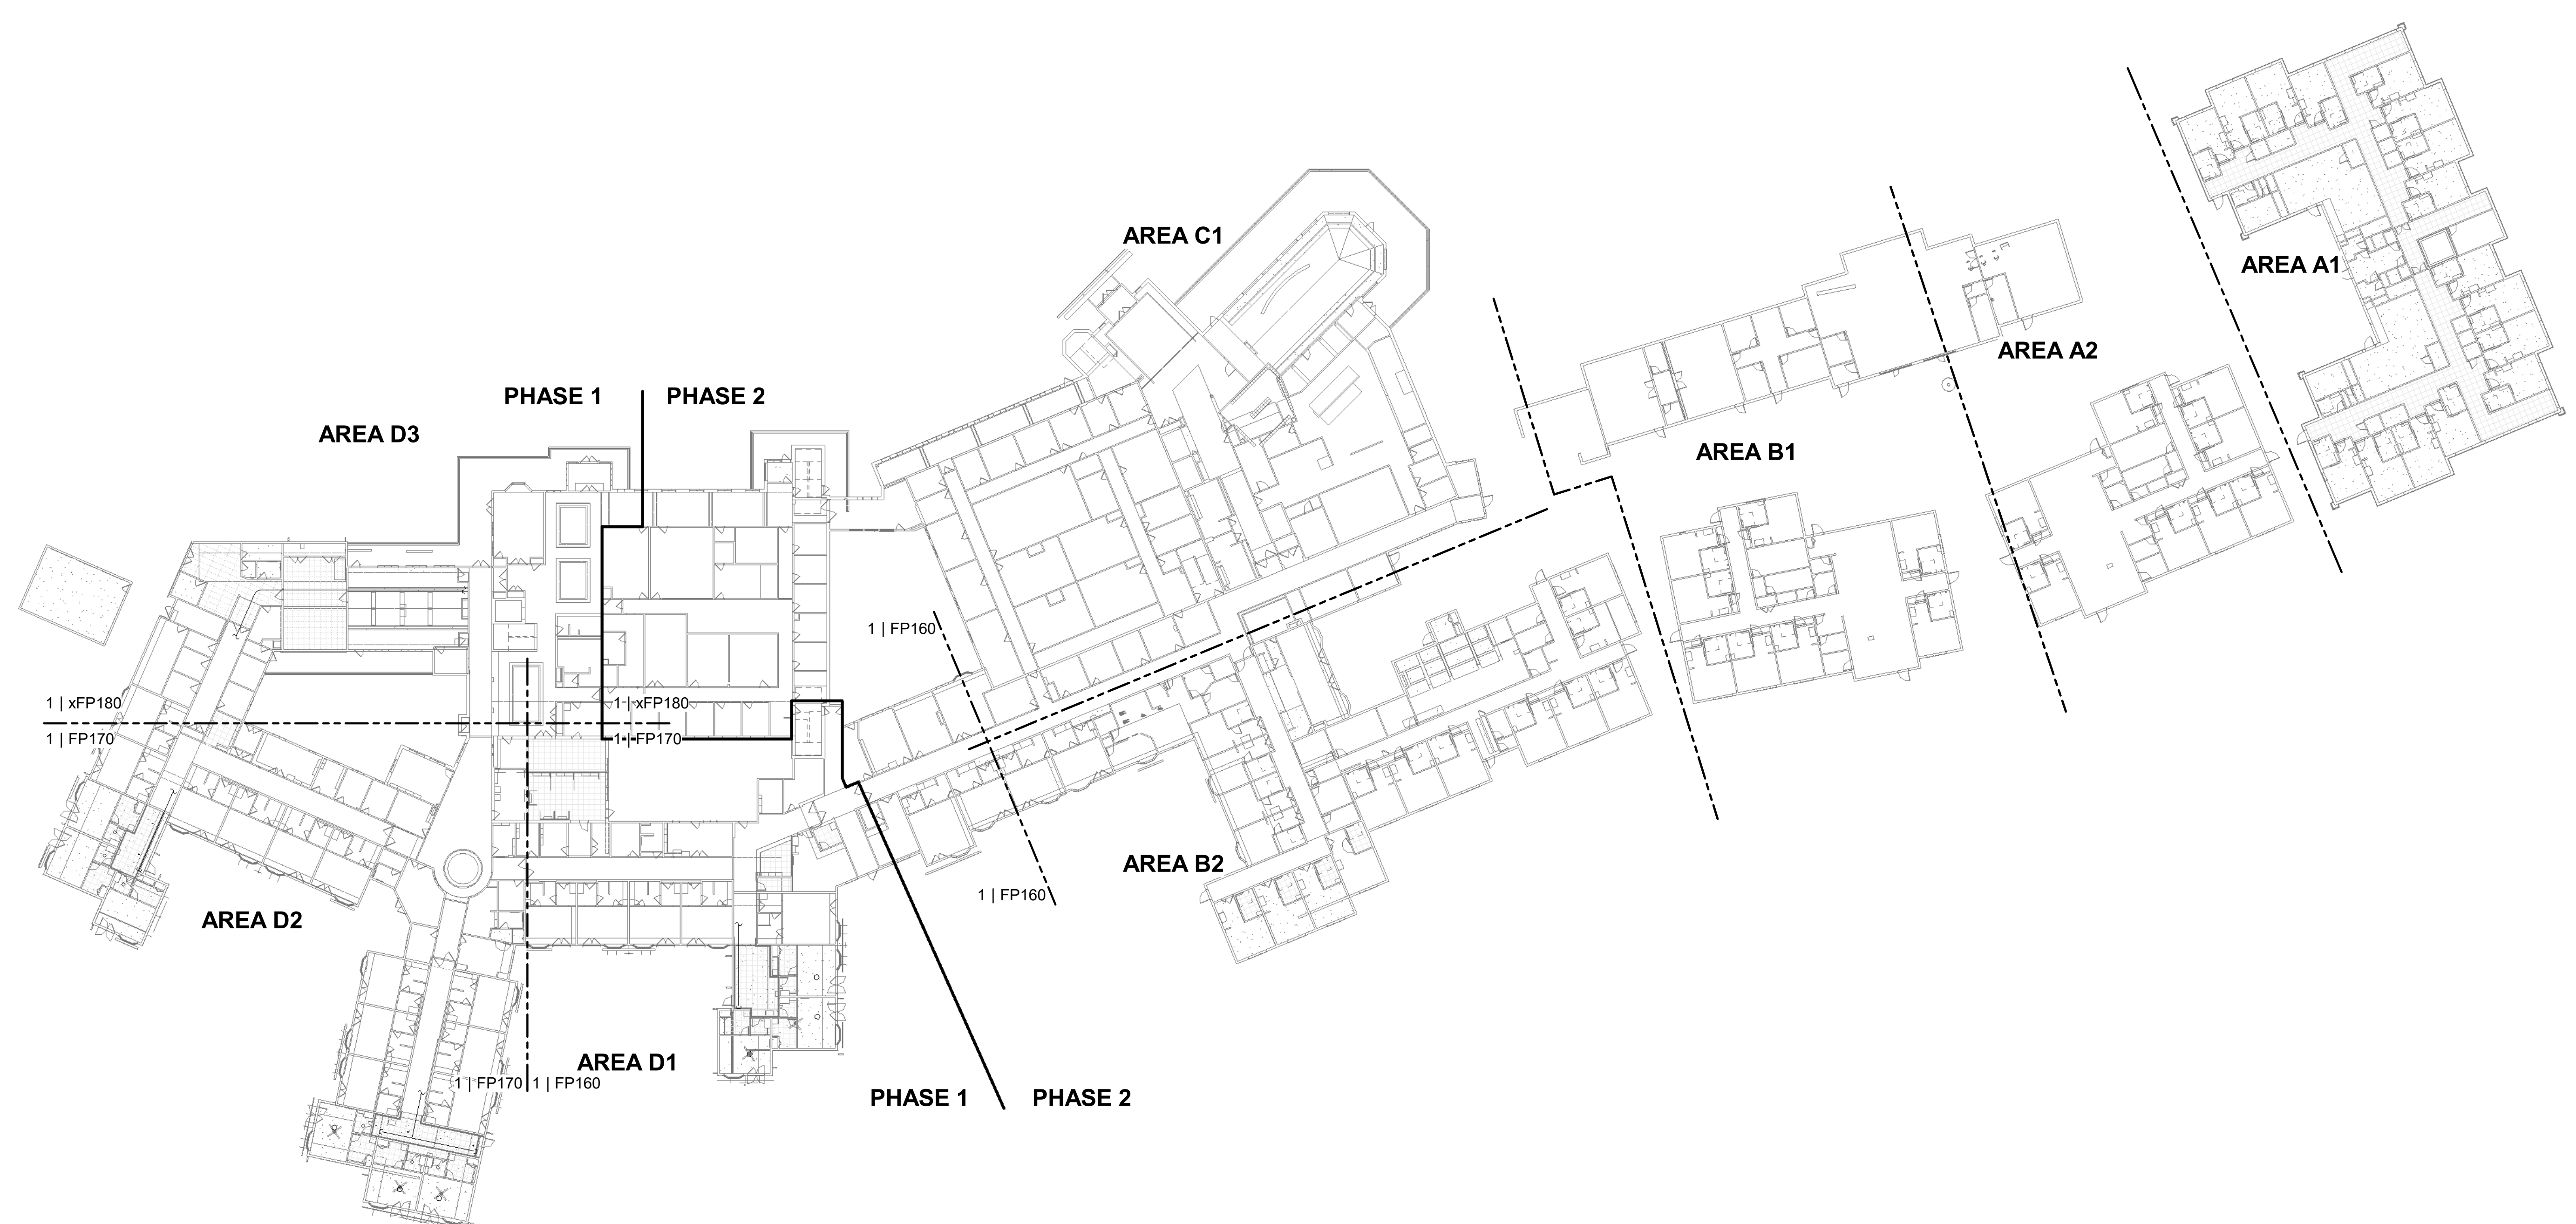 AREA C1
AREA A1
AREA A2
PHASE 1
PHASE 2
AREA D3
AREA B1
1 | FP160
1 | xFP180
1 | xFP180
1 | FP170
1 | FP170
AREA B2
1 | FP160
AREA D2
AREA D1
1 | FP170
1 | FP160
PHASE 1
PHASE 2